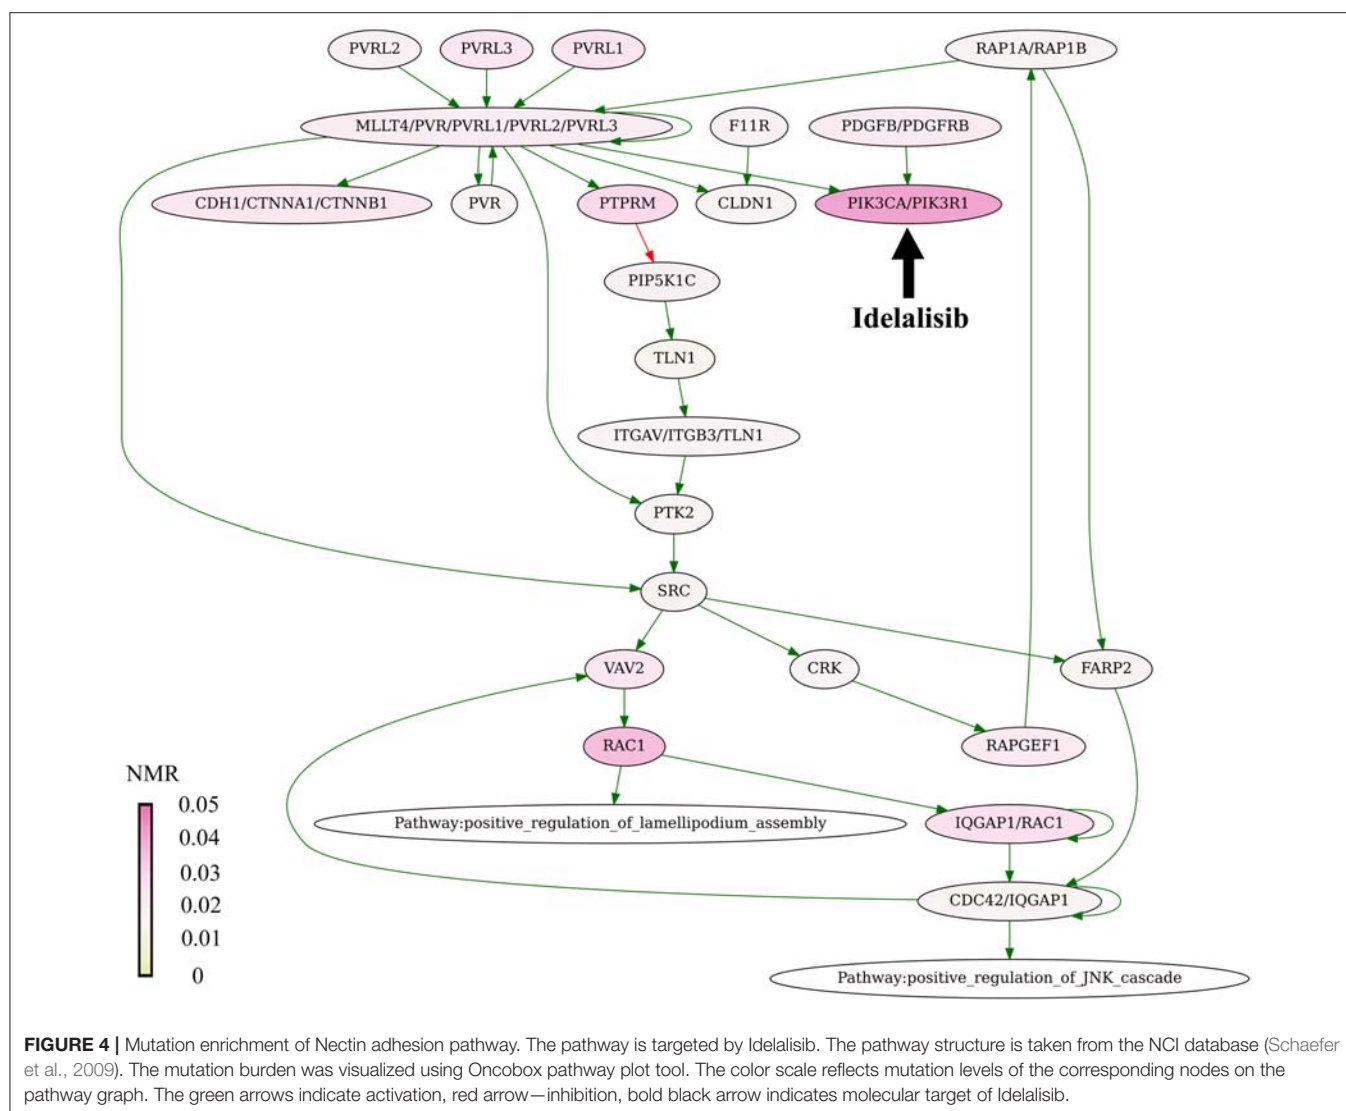 PVRL2
PVRL3
PVRL1
RAP1A/RAP1B
MLLT4/PVR/PVRL1/PVRL2/PVRL3
F11R
PDGFB/PDGFRB
CDH1/CTNNA1/CTNNB1
PVR
PTPRM
CLDN1
PIK3CA/PIK3R1
PIP5K1C
Idelalisib
TLN1
ITGAV/ITGB3/TLN1
PTK2
SRC
VAV2
CRK
FARP2
RAC1
RAPGEF1
NMR
0.05
0.04
0.03
0.02
0.01
0
Pathway:positive_regulation_of_lamellipodium_assembly
IQGAP1/RAC1
CDC42/IQGAP1
Pathway:positive_regulation_of_JNK_cascade
FIGURE 4 | Mutation enrichment of Nectin adhesion pathway. The pathway is targeted by Idelalisib. The pathway structure is taken from the NCI database (Schaefer
et al., 2009). The mutation burden was visualized using Oncobox pathway plot tool. The color scale reflects mutation levels of the corresponding nodes on the
pathway graph. The green arrows indicate activation, red arrow—inhibition, bold black arrow indicates molecular target of Idelalisib.